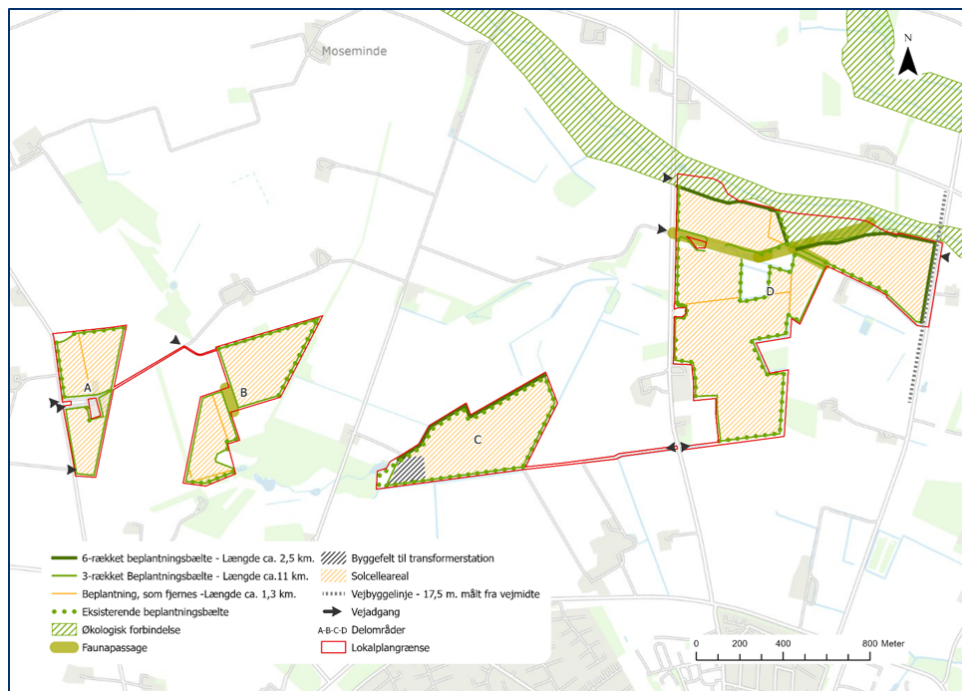 Moseminde
N
A
B
C
D
6-rækket beplantningsbælte - Længde ca. 2,5 km.
3-rækket Beplantningsbælte - Længde ca.11 km.
Beplantning, som fjernes -Længde ca. 1,3 km.
Eksisterende beplantningsbælte
Økologisk forbindelse
Faunapassage
Byggefelt til transformerstation
Solcelleareal
Vejbyggelinje - 17,5 m. målt fra vejmidte
Vejadgang
A-B-C-D Delområder
Lokalplangrænse
0 200 400 800 Meter